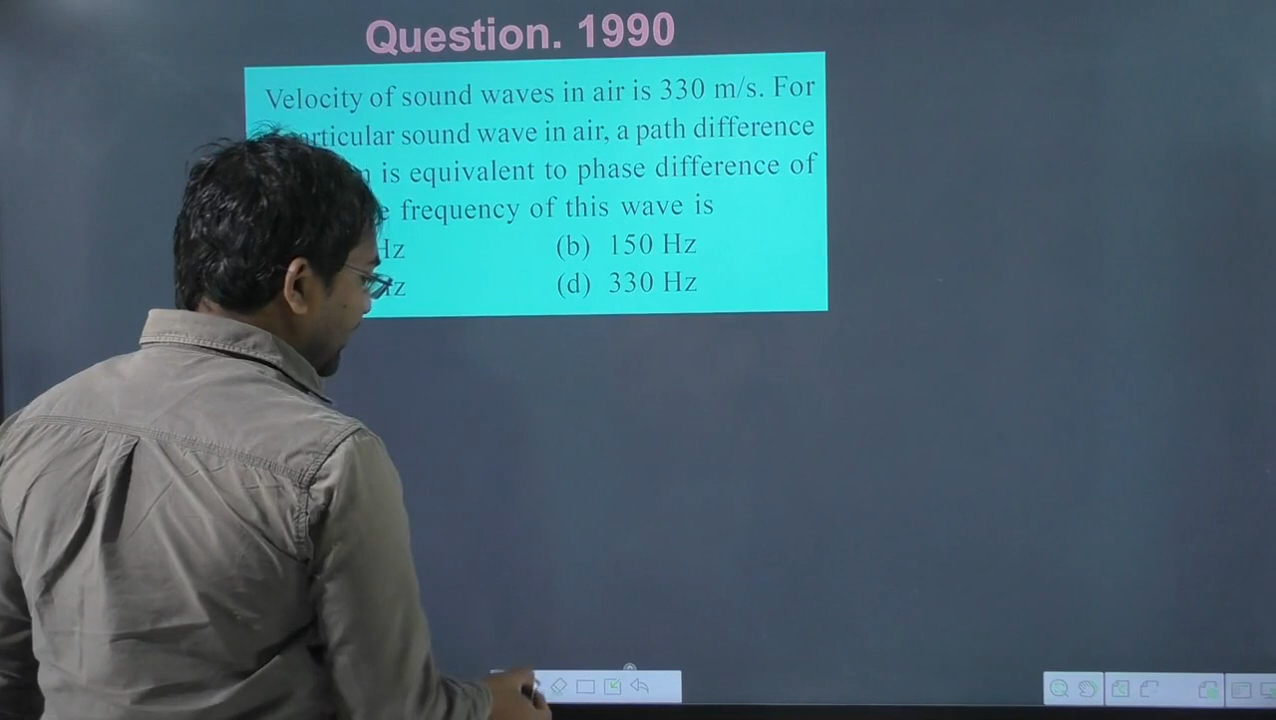 Question. 1990
Velocity of sound waves in air is 330 m/s. For
articular sound wave in air, a path difference
is equivalent to phase difference of
frequency of this wave is
Hz (b) 150 Hz
(d) 330 Hz